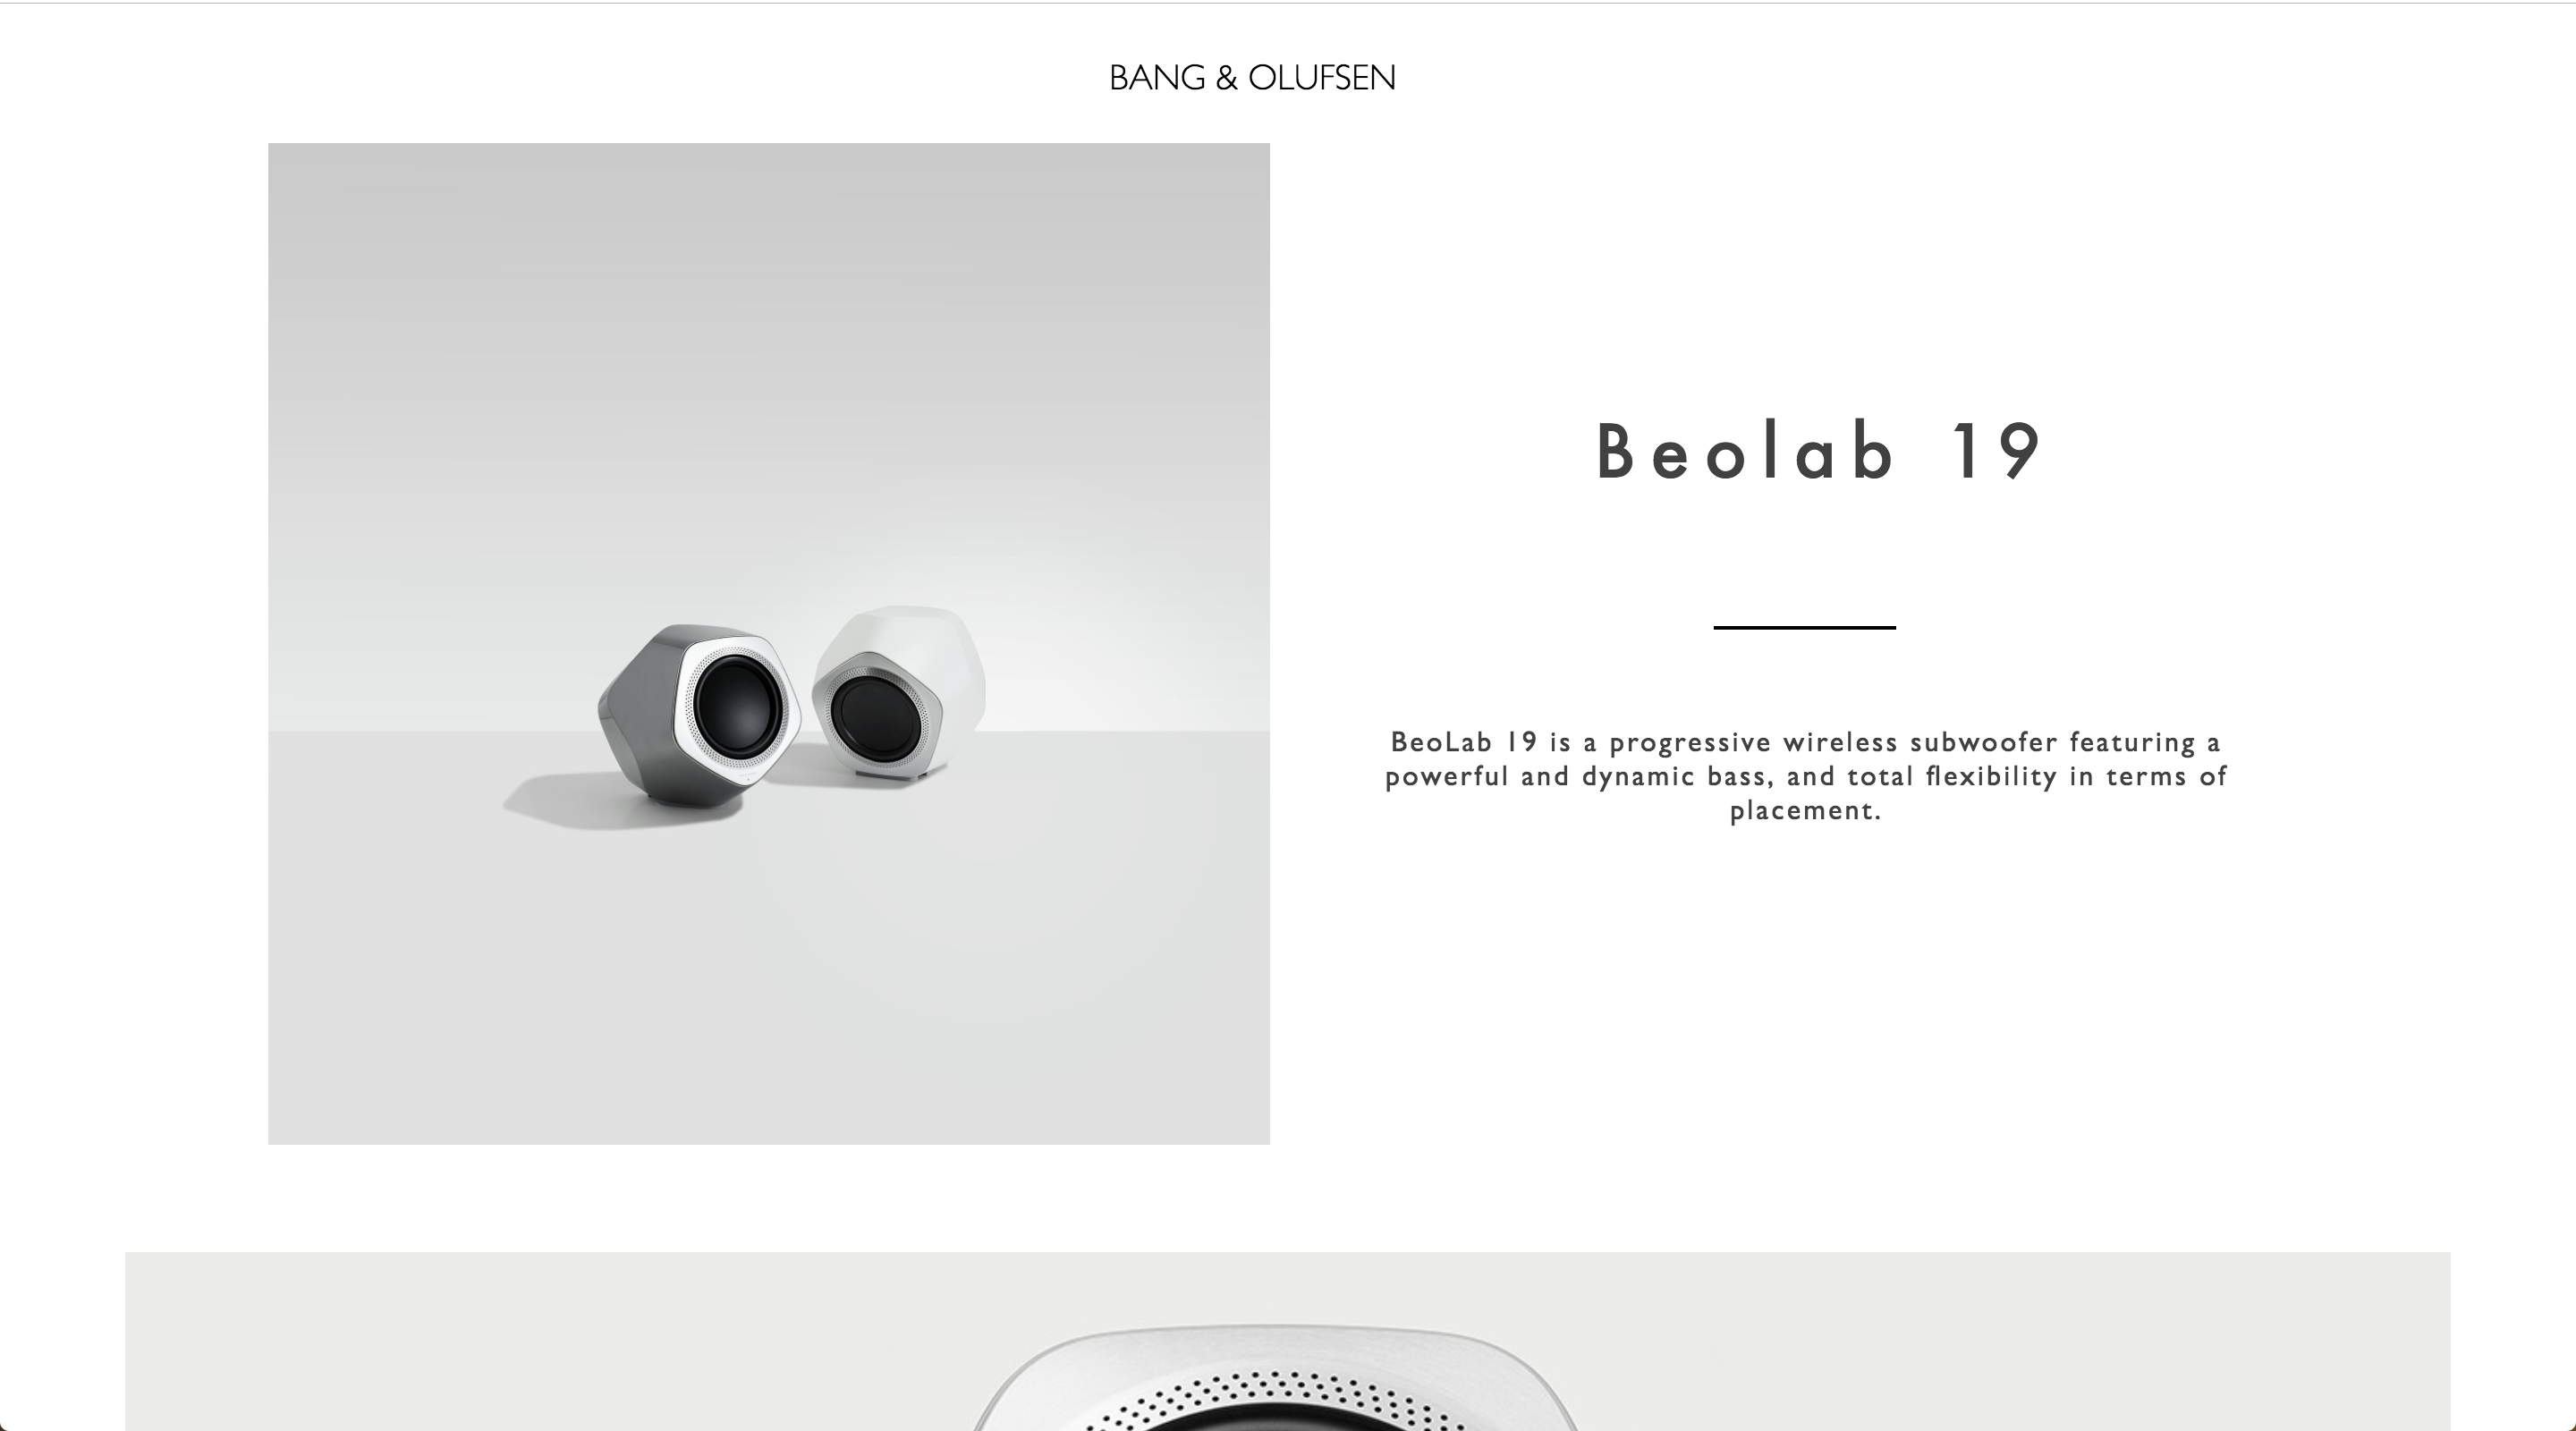 BANG & OLUFSEN
Beolab 19
BeoLab 19 is a progressive wireless subwoofer featuring a
powerful and dynamic bass, and total flexibility in terms of
placement.